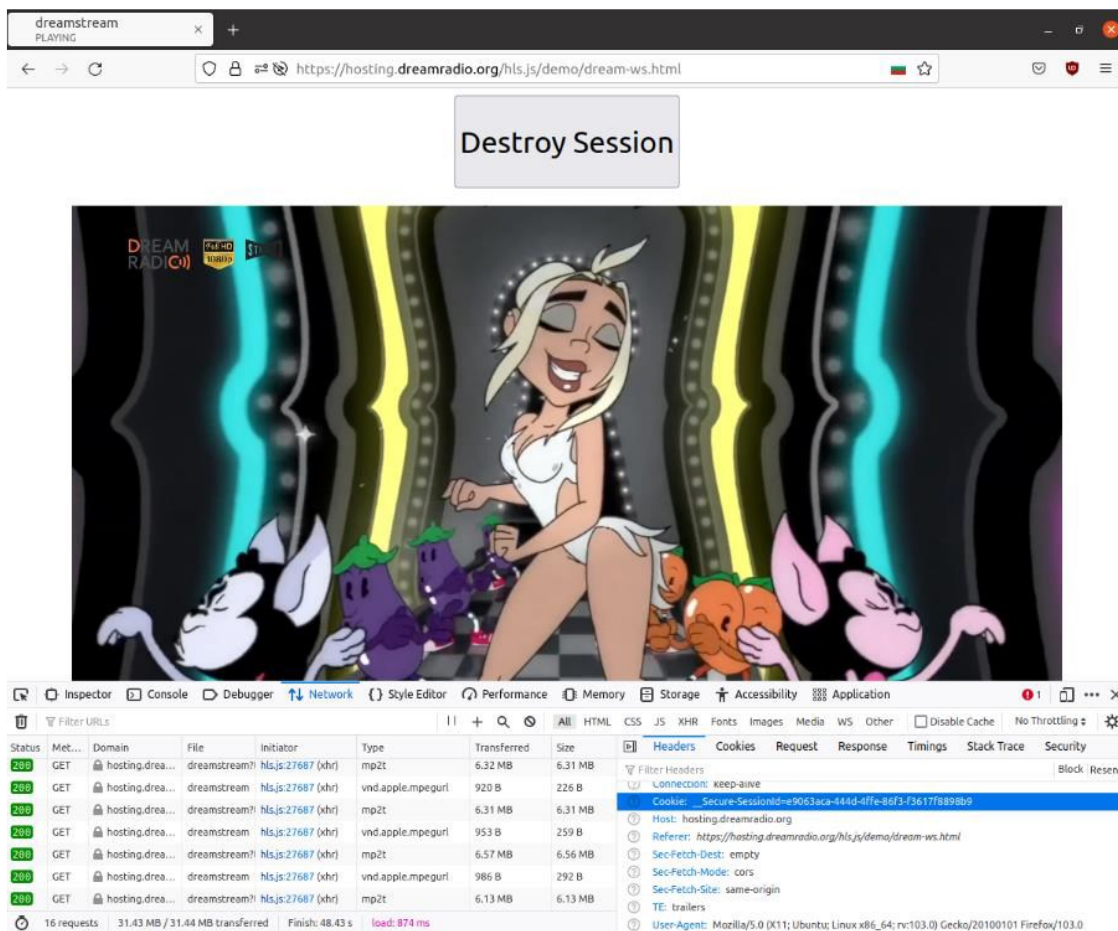 dreamstream
PLAYING
https://hosting.dreamradio.org/hls.js/demo/dream-ws.html
Destroy Session
DREAM
RADIO
Full HD
1080p
Inspector Console Debugger Network {} Style Editor Performance Memory Storage Accessibility Application 1
Filter URLs All HTML CSS JS XHR Fonts Images Media WS Other Disable Cache No Throttling
Status Met... Domain File Initiator Type Transferred Size Headers Cookies Request Response Timings Stack Trace Security
200 GET hosting.drea... dreamstream?i hls.js:27687 (xhr) mp2t 6.32 MB 6.31 MB Filter Headers Block Resen
200 GET hosting.drea... dreamstream hls.js:27687 (xhr) vnd.apple.mpegurl 920 B 226 B Connection: keep-alive
200 GET hosting.drea... dreamstream?i hls.js:27687 (xhr) mp2t 6.31 MB 6.31 MB Cookie: __Secure-SessionId=e9063aca-444d-4ffe-86f3-f3617f8898b9
Host: hosting.dreamradio.org
200 GET hosting.drea... dreamstream hls.js:27687 (xhr) vnd.apple.mpegurl 953 B 259 B Referer: https://hosting.dreamradio.org/hls.js/demo/dream-ws.html
200 GET hosting.drea... dreamstream?i hls.js:27687 (xhr) mp2t 6.57 MB 6.56 MB Sec-Fetch-Dest: empty
200 GET hosting.drea... dreamstream hls.js:27687 (xhr) vnd.apple.mpegurl 986 B 292 B Sec-Fetch-Mode: cors
Sec-Fetch-Site: same-origin
200 GET hosting.drea... dreamstream?i hls.js:27687 (xhr) mp2t 6.13 MB 6.13 MB TE: trailers
16 requests 31.43 MB / 31.44 MB transferred Finish: 48.43 s load: 874 ms User-Agent: Mozilla/5.0 (X11; Ubuntu; Linux x86_64; rv:103.0) Gecko/20100101 Firefox/103.0